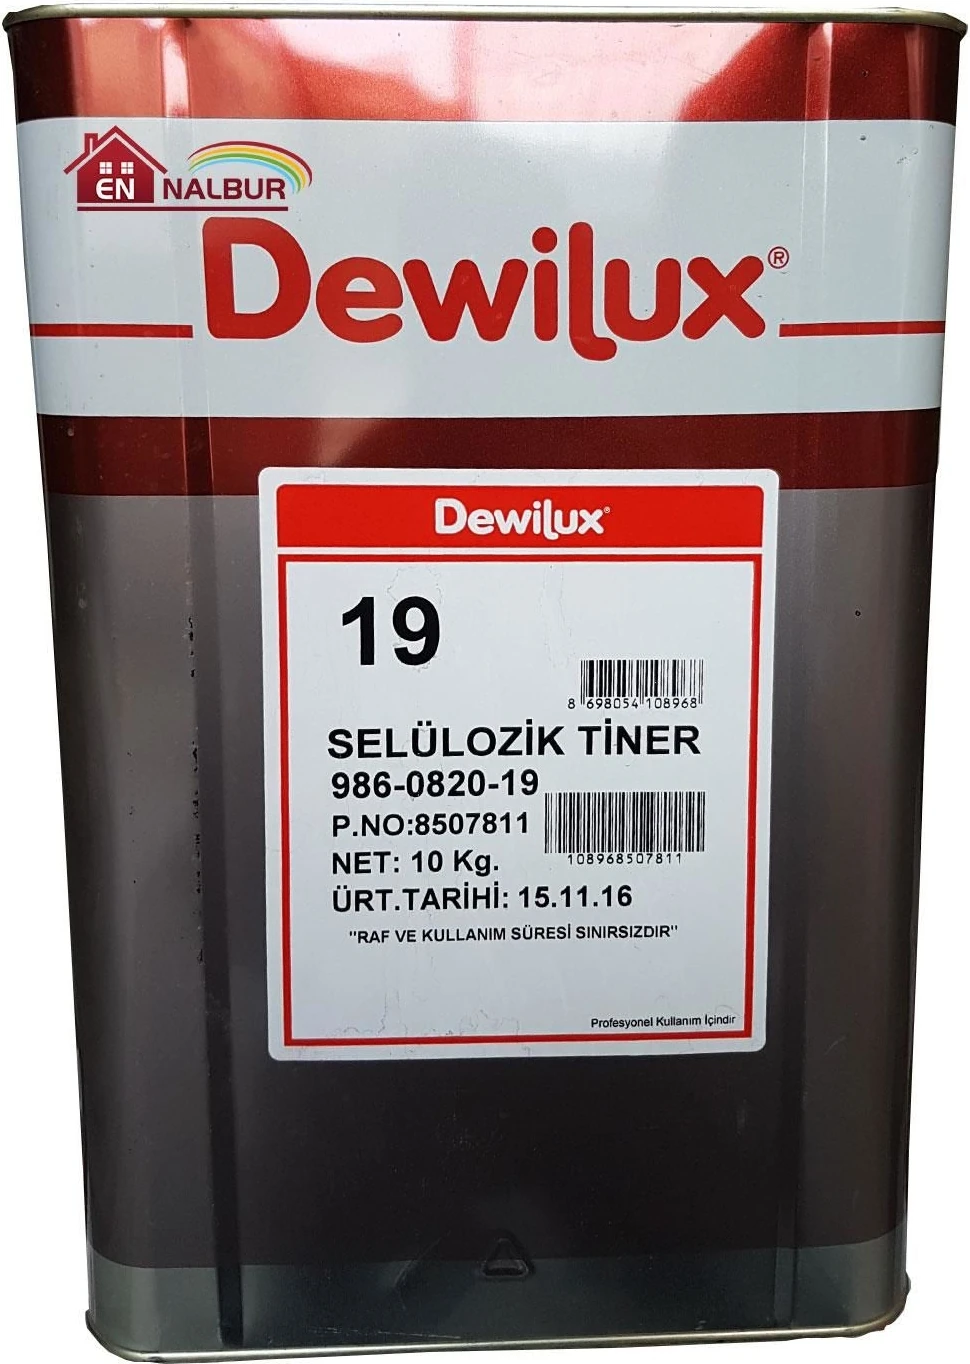 EN NALBUR
Dewilux®
Dewilux®
19
8 698054 108968
SELÜLOZİK TİNER
986-0820-19
P.NO:8507811
108968507811
NET: 10 Kg.
ÜRT.TARİHİ: 15.11.16
"RAF VE KULLANIM SÜRESİ SINIRSIZDIR"
Profesyonel Kullanım İçindir